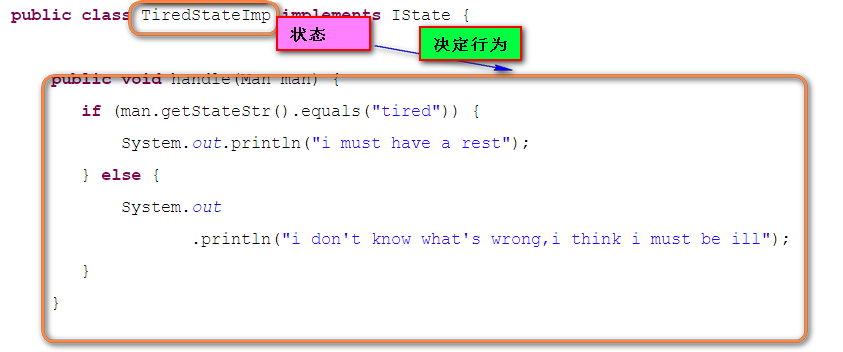 public class TiredStateImp implements IState {
状态
决定行为
public void handle(Man man) {
if (man.getStateStr().equals("tired")) {
System.out.println("i must have a rest");
} else {
System.out
.println("i don't know what's wrong,i think i must be ill");
}
}